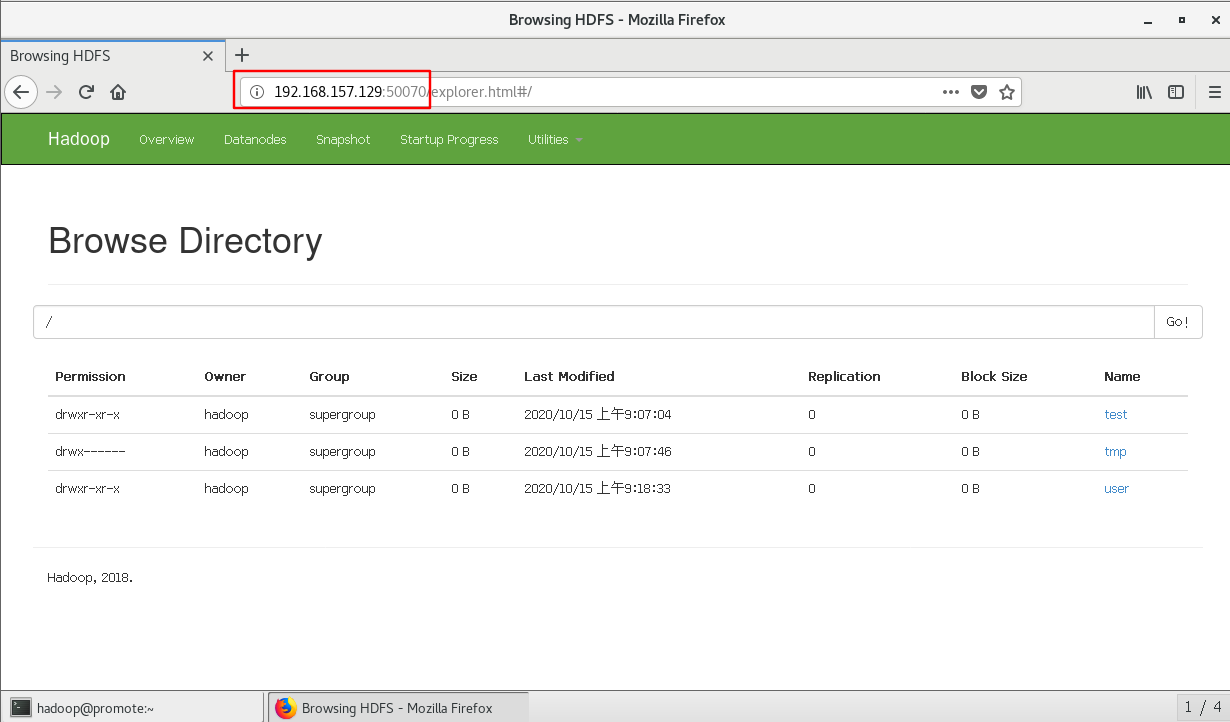 Browsing HDFS - Mozilla Firefox
Browsing HDFS
192.168.157.129:50070/explorer.html#/
Hadoop Overview Datanodes Snapshot Startup Progress Utilities
Browse Directory
/ Go!
Permission Owner Group Size Last Modified Replication Block Size Name
drwxr-xr-x hadoop supergroup 0 B 2020/10/15 上午9:07:04 0 0 B test
drwx------ hadoop supergroup 0 B 2020/10/15 上午9:07:46 0 0 B tmp
drwxr-xr-x hadoop supergroup 0 B 2020/10/15 上午9:18:33 0 0 B user
Hadoop, 2018.
hadoop@promote:~ Browsing HDFS - Mozilla Firefox 1 / 4